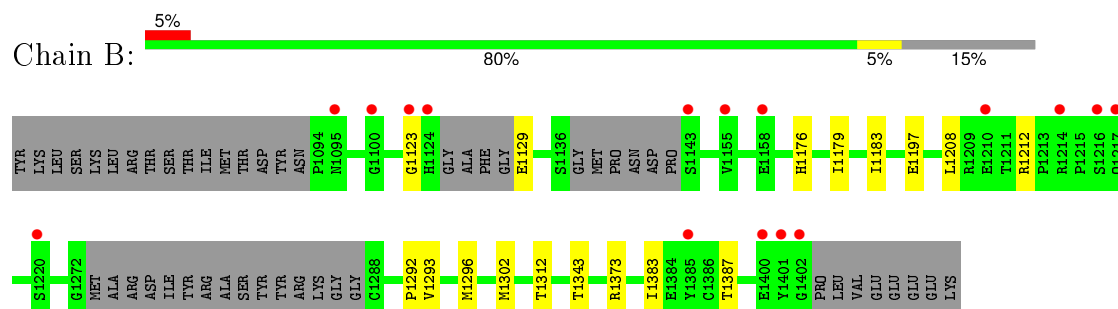 5%
Chain B:
80% 5% 15%
TYR LYS LEU SER LYS LEU ARG THR SER THR ILE MET THR ASP TYR ASN P1094 N1095 G1100 G1123 H1124 GLY ALA PHE GLY E1129 S1136 GLY MET PRO ASN ASP PRO S1143 V1155 E1158 H1176 I1179 I1183 E1197 L1208 R1209 E1210 T1211 R1212 P1213 R1214 P1215 S1216
S1220 G1272 MET ALA ARG ASP ILE TYR ARG ALA SER TYR TYR ARG LYS GLY GLY C1288 P1292 V1293 M1296 M1302 T1312 T1343 R1373 I1383 E1384 Y1385 C1386 T1387 E1400 Y1401 G1402 PRO LEU VAL GLU GLU GLU GLU LYS